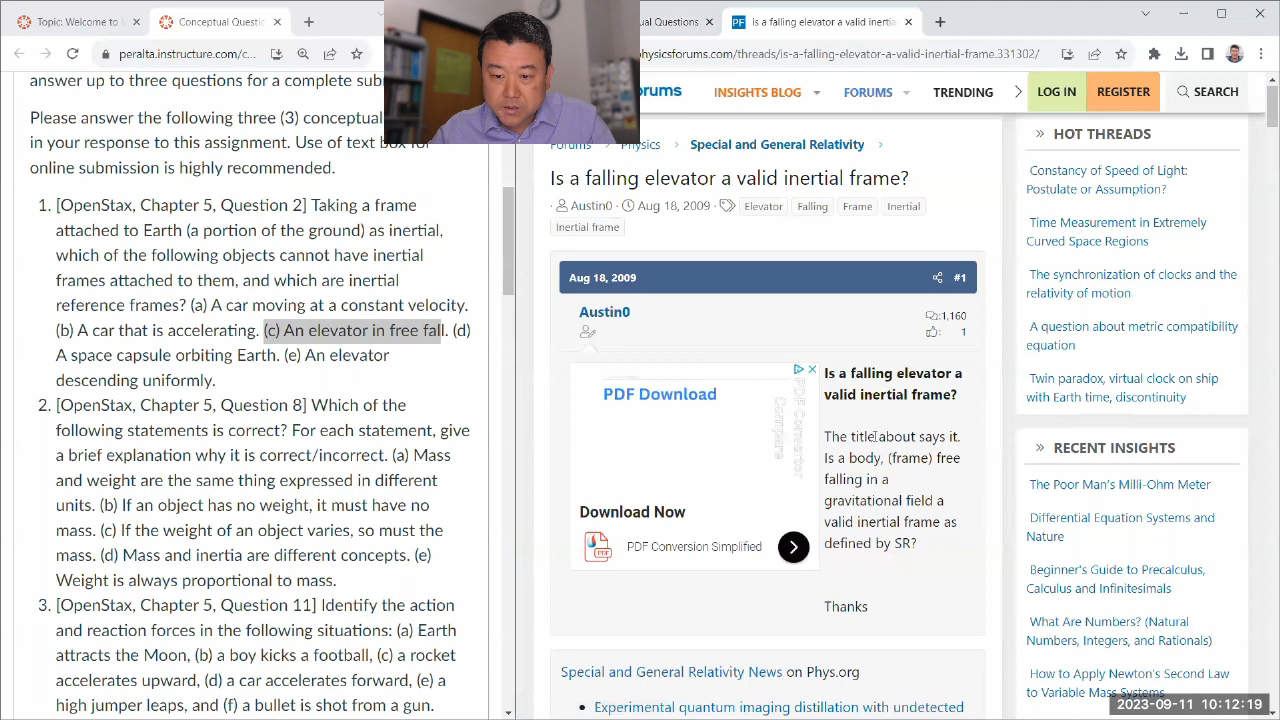 Topic: Welcome to
Conceptual Questions
al Questions
is a falling elevator a valid inertia
peralta.instructure.com/c...
hysicsforums.com/threads/is-a-falling-elevator-a-valid-inertial-frame.331302/
answer up to three questions for a complete sub
Please answer the following three (3) conceptual
in your response to this assignment. Use of text box for
online submission is highly recommended.
1. [OpenStax, Chapter 5, Question 2] Taking a frame
attached to Earth (a portion of the ground) as inertial,
which of the following objects cannot have inertial
frames attached to them, and which are inertial
reference frames? (a) A car moving at a constant velocity.
(b) A car that is accelerating. (c) An elevator in free fall. (d)
A space capsule orbiting Earth. (e) An elevator
descending uniformly.
2. [OpenStax, Chapter 5, Question 8] Which of the
following statements is correct? For each statement, give
a brief explanation why it is correct/incorrect. (a) Mass
and weight are the same thing expressed in different
units. (b) If an object has no weight, it must have no
mass. (c) If the weight of an object varies, so must the
mass. (d) Mass and inertia are different concepts. (e)
Weight is always proportional to mass.
3. [OpenStax, Chapter 5, Question 11] Identify the action
and reaction forces in the following situations: (a) Earth
attracts the Moon, (b) a boy kicks a football, (c) a rocket
accelerates upward, (d) a car accelerates forward, (e) a
high jumper leaps, and (f) a bullet is shot from a gun.
orums
INSIGHTS BLOG
FORUMS
TRENDING
LOG IN
REGISTER
SEARCH
Forums
Physics
Special and General Relativity
Is a falling elevator a valid inertial frame?
Austin0 Aug 18, 2009 Elevator Falling Frame Inertial
Inertial frame
Aug 18, 2009 #1
Austin0
1,160
1
PDF Download
PDF Converter
Download Now
PDF Conversion Simplified
Is a falling elevator a
valid inertial frame?
The title about says it.
Is a body, (frame) free
falling in a
gravitational field a
valid inertial frame as
defined by SR?
Thanks
Special and General Relativity News on Phys.org
Experimental quantum imaging distillation with undetected
HOT THREADS
Constancy of Speed of Light:
Postulate or Assumption?
Time Measurement in Extremely
Curved Space Regions
The synchronization of clocks and the
relativity of motion
A question about metric compatibility
equation
Twin paradox, virtual clock on ship
with Earth time, discontinuity
RECENT INSIGHTS
The Poor Man's Milli-Ohm Meter
Differential Equation Systems and
Nature
Beginner's Guide to Precalculus,
Calculus and Infinitesimals
What Are Numbers? (Natural
Numbers, Integers, and Rationals)
How to Apply Newton's Second Law
to Variable Mass Systems
2023-09-11 10:12:19